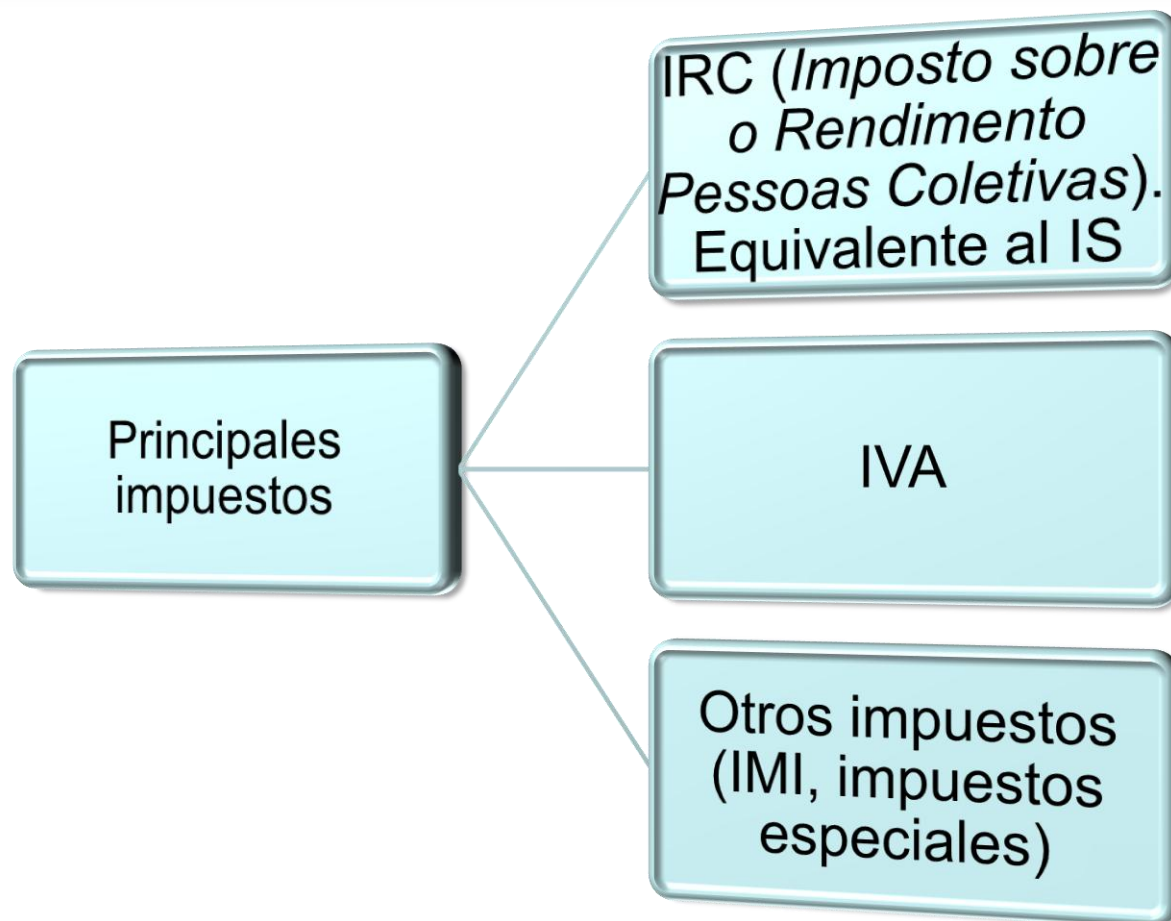 Principales
impuestos
IRC (Imposto sobre
o Rendimento
Pessoas Coletivas).
Equivalente al IS
IVA
Otros impuestos
(IMI, impuestos
especiales)